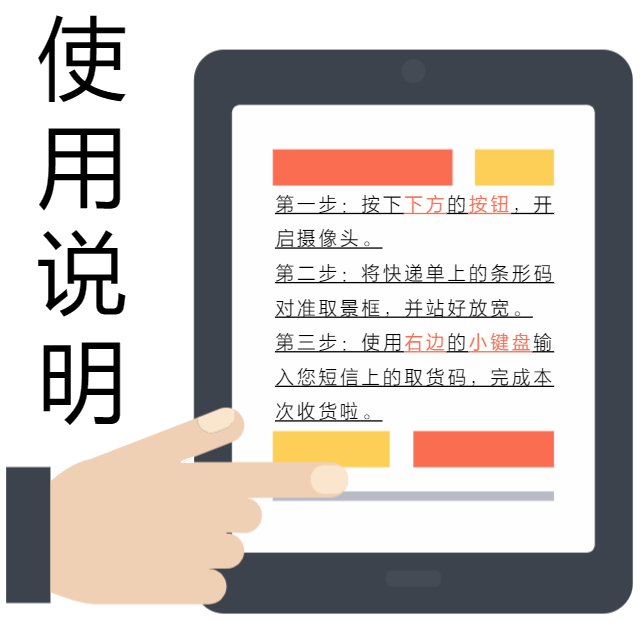 使用说明
第一步：按下下方的按钮，开
启摄像头。
第二步：将快递单上的条形码
对准取景框，并站好放宽。
第三步：使用右边的小键盘输
入您短信上的取货码，完成本
次收货啦。